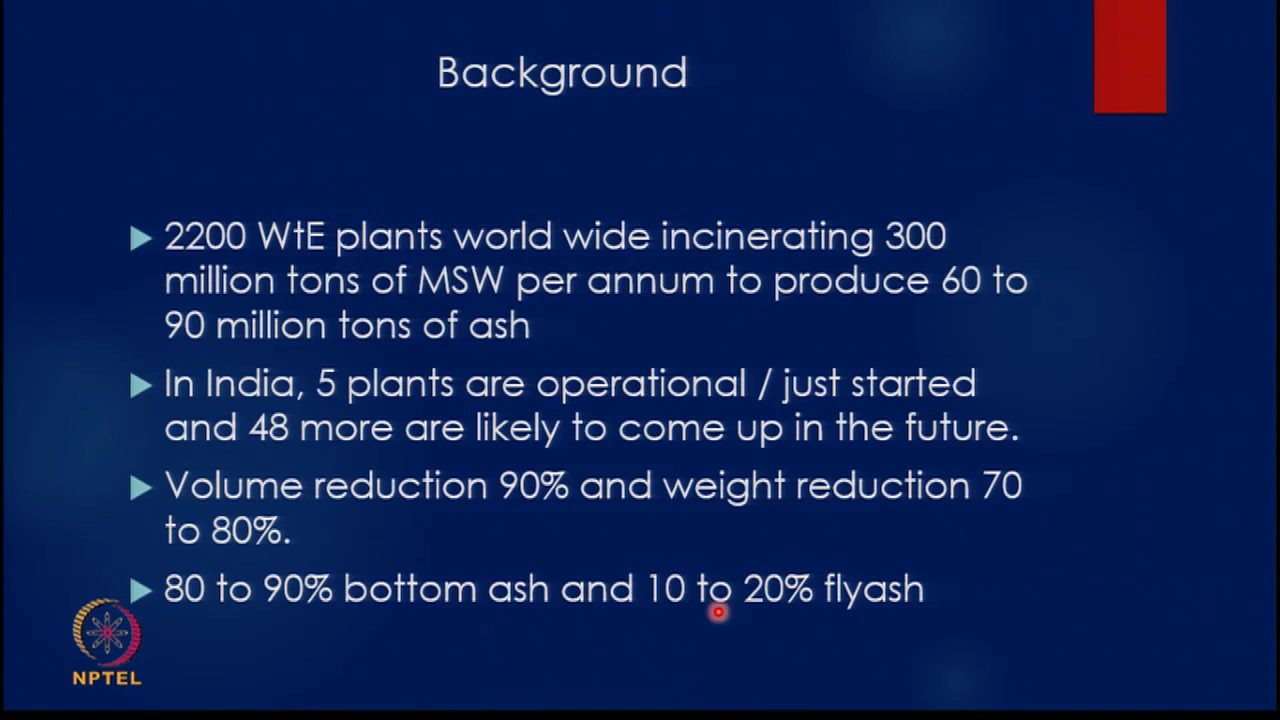 Background
2200 WtE plants world wide incinerating 300
million tons of MSW per annum to produce 60 to
90 million tons of ash
In India, 5 plants are operational / just started
and 48 more are likely to come up in the future.
Volume reduction 90% and weight reduction 70
to 80%.
80 to 90% bottom ash and 10 to 20% flyash
NPTEL